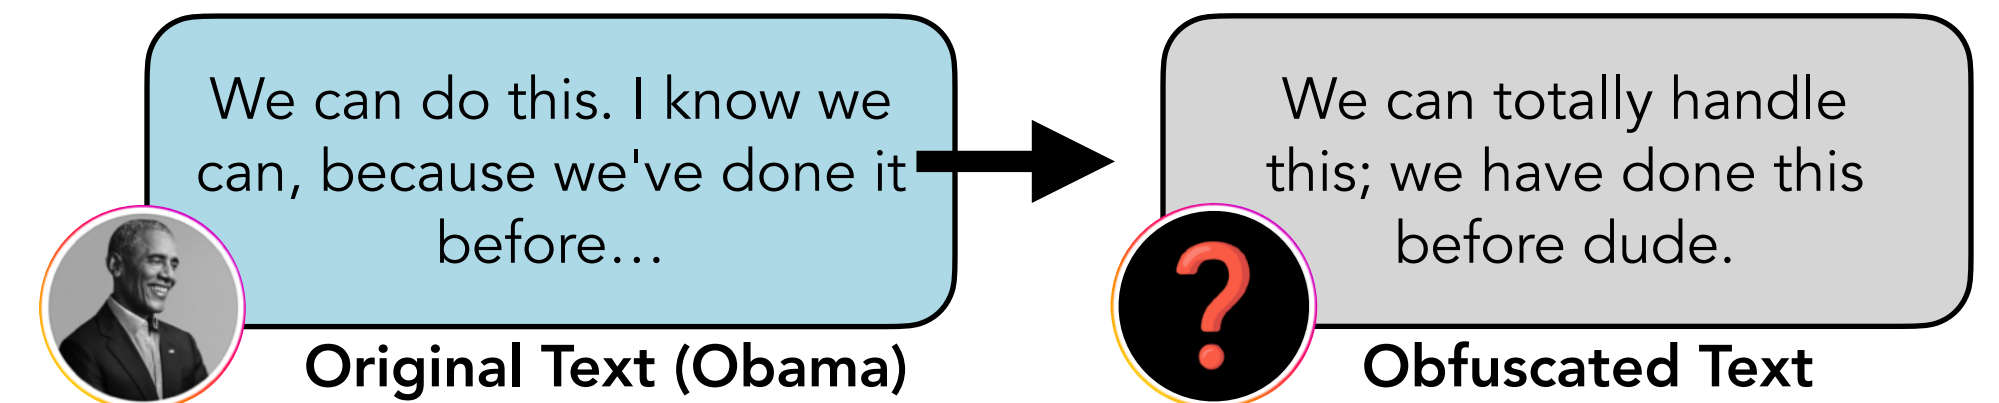 We can do this. I know we
can, because we've done it
before…
Original Text (Obama)
We can totally handle
this; we have done this
before dude.
Obfuscated Text